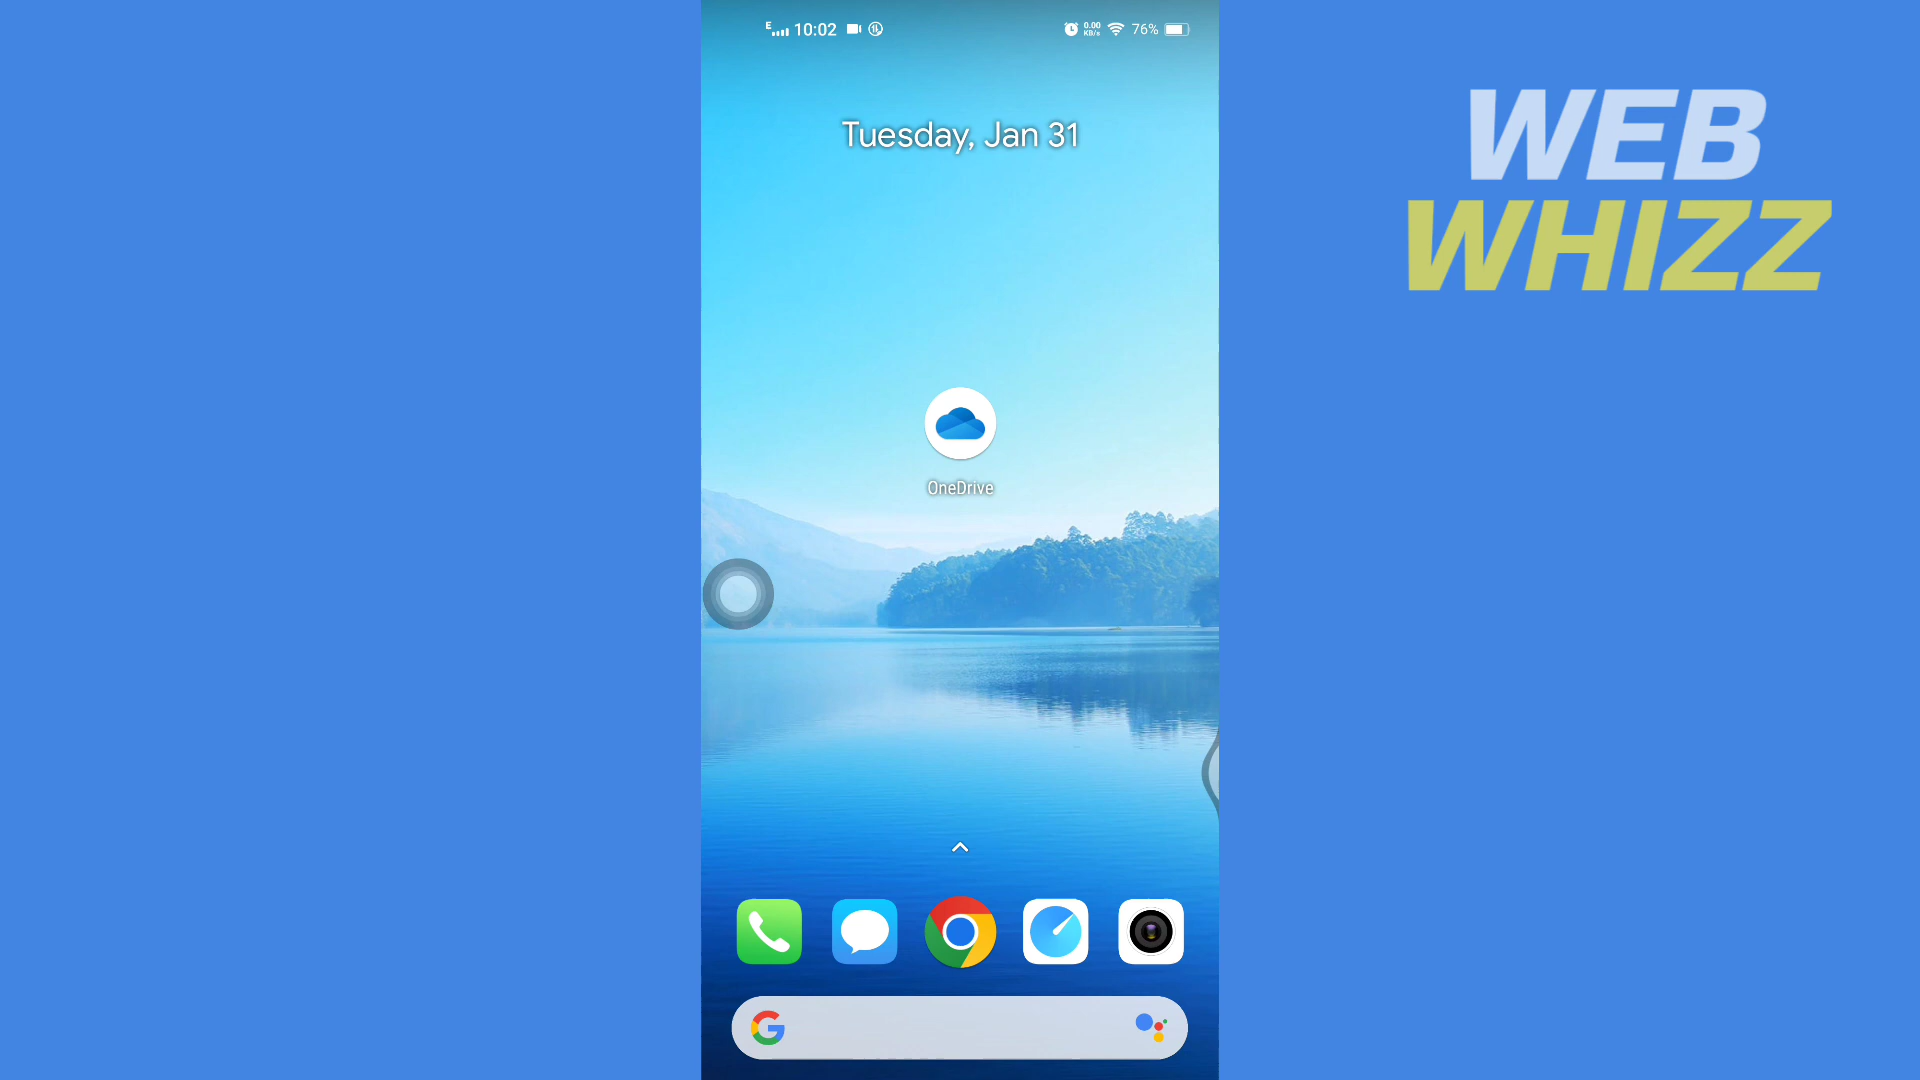 E 10:02
0.00 KB/s 76%
Tuesday, Jan 31
WEB
WHIZZ
OneDrive